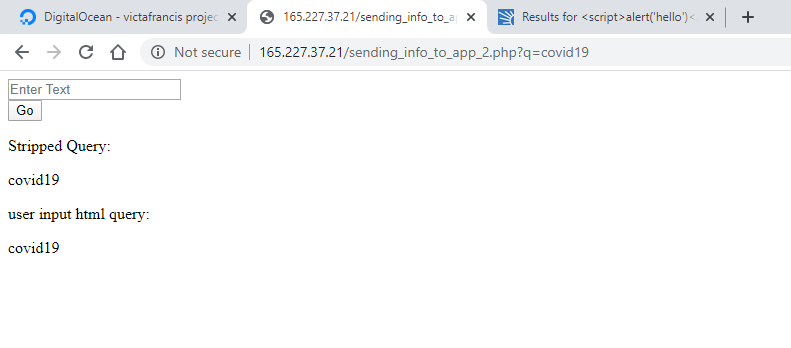 DigitalOcean - victafrancis projec
165.227.37.21/sending_info_to_a
Results for <script>alert('hello')<
Not secure 165.227.37.21/sending_info_to_app_2.php?q=covid19
Enter Text
Go
Stripped Query:
covid19
user input html query:
covid19